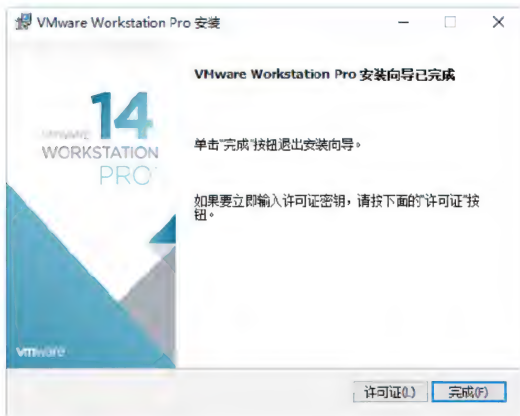 VMware Workstation Pro 安装
VMware Workstation Pro 安装向导已完成
14
vmware
WORKSTATION
PRO™
单击"完成"按钮退出安装向导。
如果要立即输入许可证密钥，请按下面的"许可证"按
钮。
vmware
许可证(L)
完成(F)